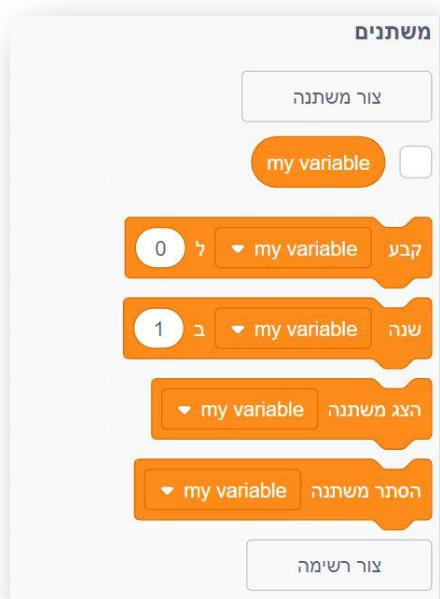 משתנים
צור משתנה
my variable
קבע my variable ל 0
שנה my variable ב 1
הצג משתנה my variable
הסתר משתנה my variable
צור רשימה